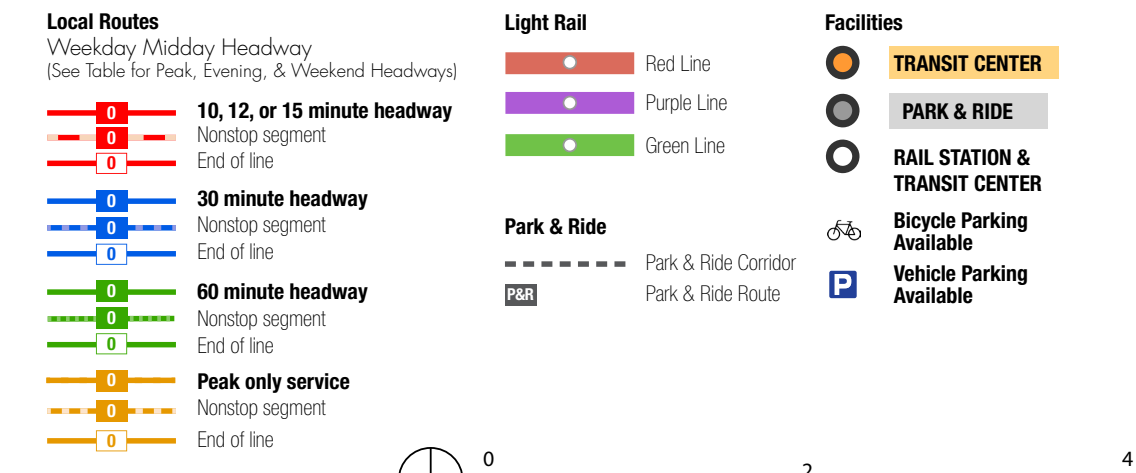 Local Routes
Weekday Midday Headway
(See Table for Peak, Evening, & Weekend Headways)
0 10, 12, or 15 minute headway
0 Nonstop segment
0 End of line
0 30 minute headway
0 Nonstop segment
0 End of line
0 60 minute headway
0 Nonstop segment
0 End of line
0 Peak only service
0 Nonstop segment
0 End of line
Light Rail
Red Line
Purple Line
Green Line
Park & Ride
Park & Ride Corridor
P&R Park & Ride Route
Facilities
TRANSIT CENTER
PARK & RIDE
RAIL STATION &
TRANSIT CENTER
Bicycle Parking
Available
P Vehicle Parking
Available
0 2 4